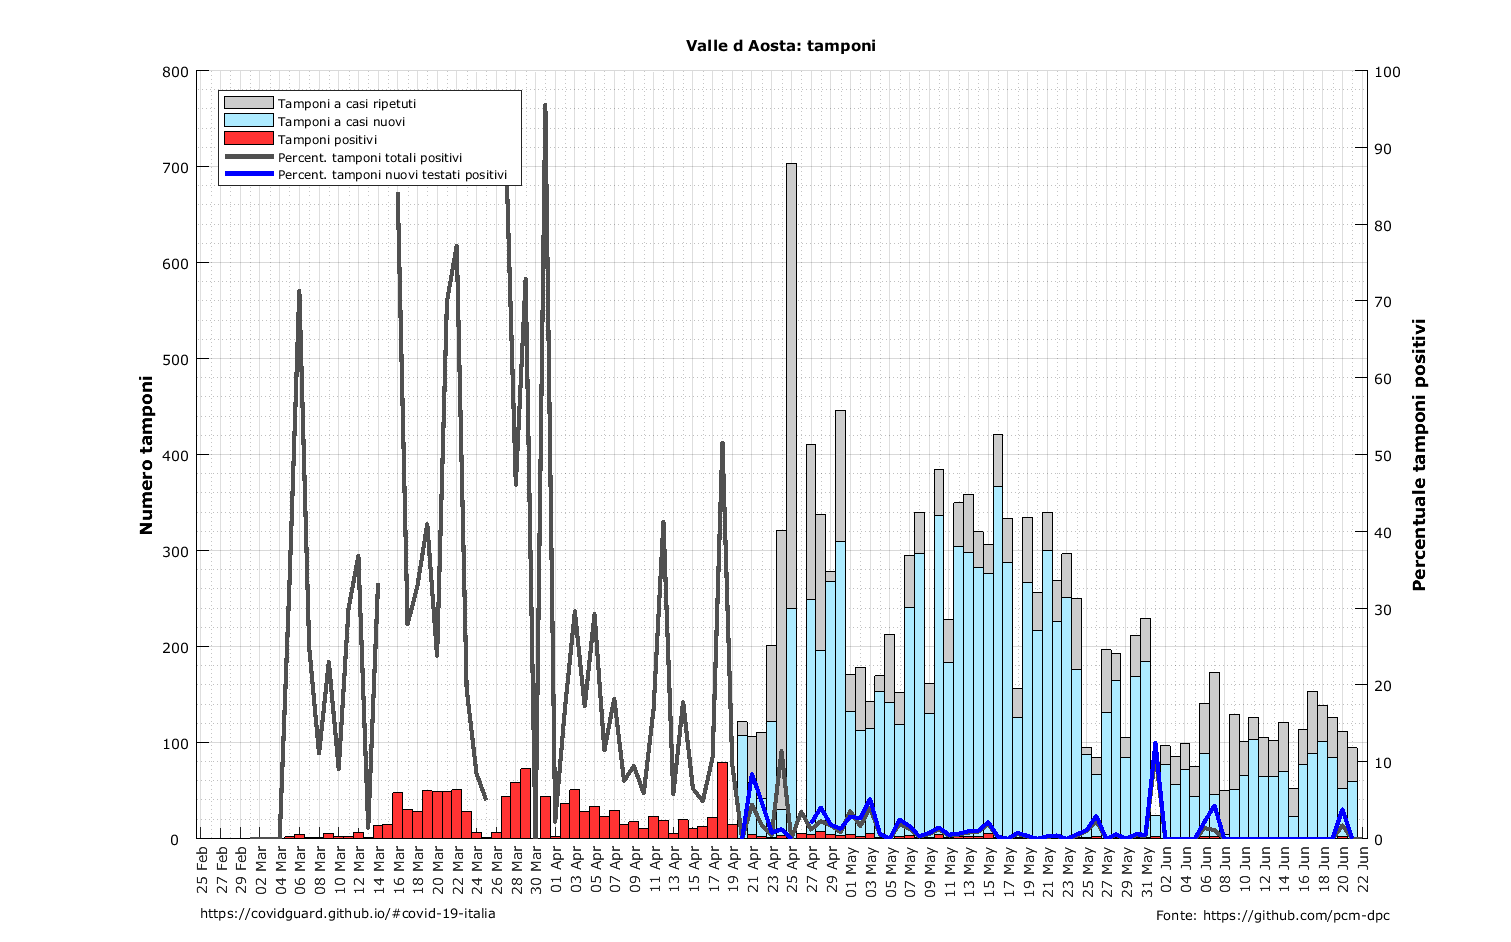 Valle d Aosta: tamponi
Tamponi a casi ripetuti
Tamponi a casi nuovi
Tamponi positivi
Percent. tamponi totali positivi
Percent. tamponi nuovi testati positivi
Numero tamponi
800
700
600
500
400
300
200
100
0
100
90
80
70
60
50
40
30
20
10
0
Percentuale tamponi positivi
25 Feb
27 Feb
29 Feb
02 Mar
04 Mar
06 Mar
08 Mar
10 Mar
12 Mar
14 Mar
16 Mar
18 Mar
20 Mar
22 Mar
24 Mar
26 Mar
28 Mar
30 Mar
01 Apr
03 Apr
05 Apr
07 Apr
09 Apr
11 Apr
13 Apr
15 Apr
17 Apr
19 Apr
21 Apr
23 Apr
25 Apr
27 Apr
29 Apr
01 May
03 May
05 May
07 May
09 May
11 May
13 May
15 May
17 May
19 May
21 May
23 May
25 May
27 May
29 May
31 May
02 Jun
04 Jun
06 Jun
08 Jun
10 Jun
12 Jun
14 Jun
16 Jun
18 Jun
20 Jun
22 Jun
https://covidguard.github.io/#covid-19-italia
Fonte: https://github.com/pcm-dpc